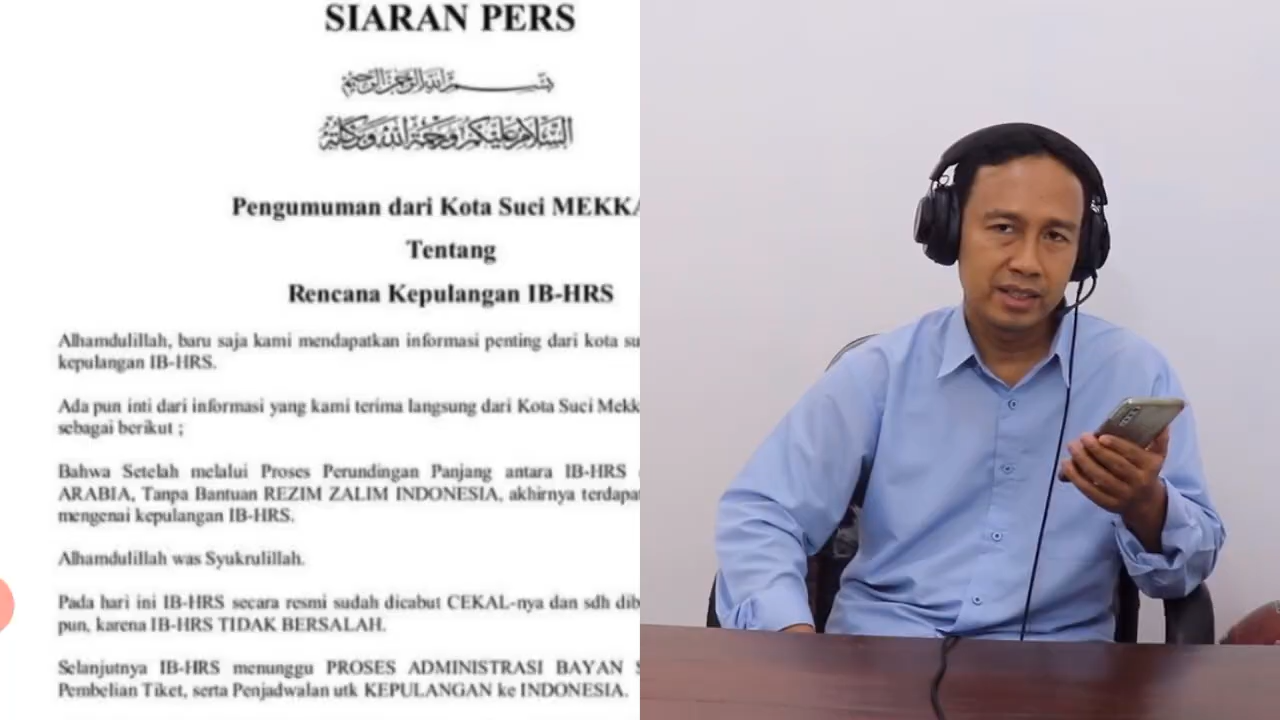 SIARAN PERS
بسم الله الرحمن الرحيم
السلام عليكم ورحمة الله وبركاته
Pengumuman dari Kota Suci MEKKA
Tentang
Rencana Kepulangan IB-HRS
Alhamdulillah, baru saja kami mendapatkan informasi penting dari kota su
kepulangan IB-HRS.
Ada pun inti dari informasi yang kami terima langsung dari Kota Suci Mekk
sebagai berikut ;
Bahwa Setelah melalui Proses Perundingan Panjang antara IB-HRS
ARABIA, Tanpa Bantuan REZIM ZALIM INDONESIA, akhirnya terdapa
mengenai kepulangan IB-HRS.
Alhamdulillah was Syukrulillah.
Pada hari ini IB-HRS secara resmi sudah dicabut CEKAL-nya dan sdh dib
pun, karena IB-HRS TIDAK BERSALAH.
Selanjutnya IB-HRS menunggu PROSES ADMINISTRASI BAYAN S
Pembelian Tiket, serta Penjadwalan utk KEPULANGAN ke INDONESIA.